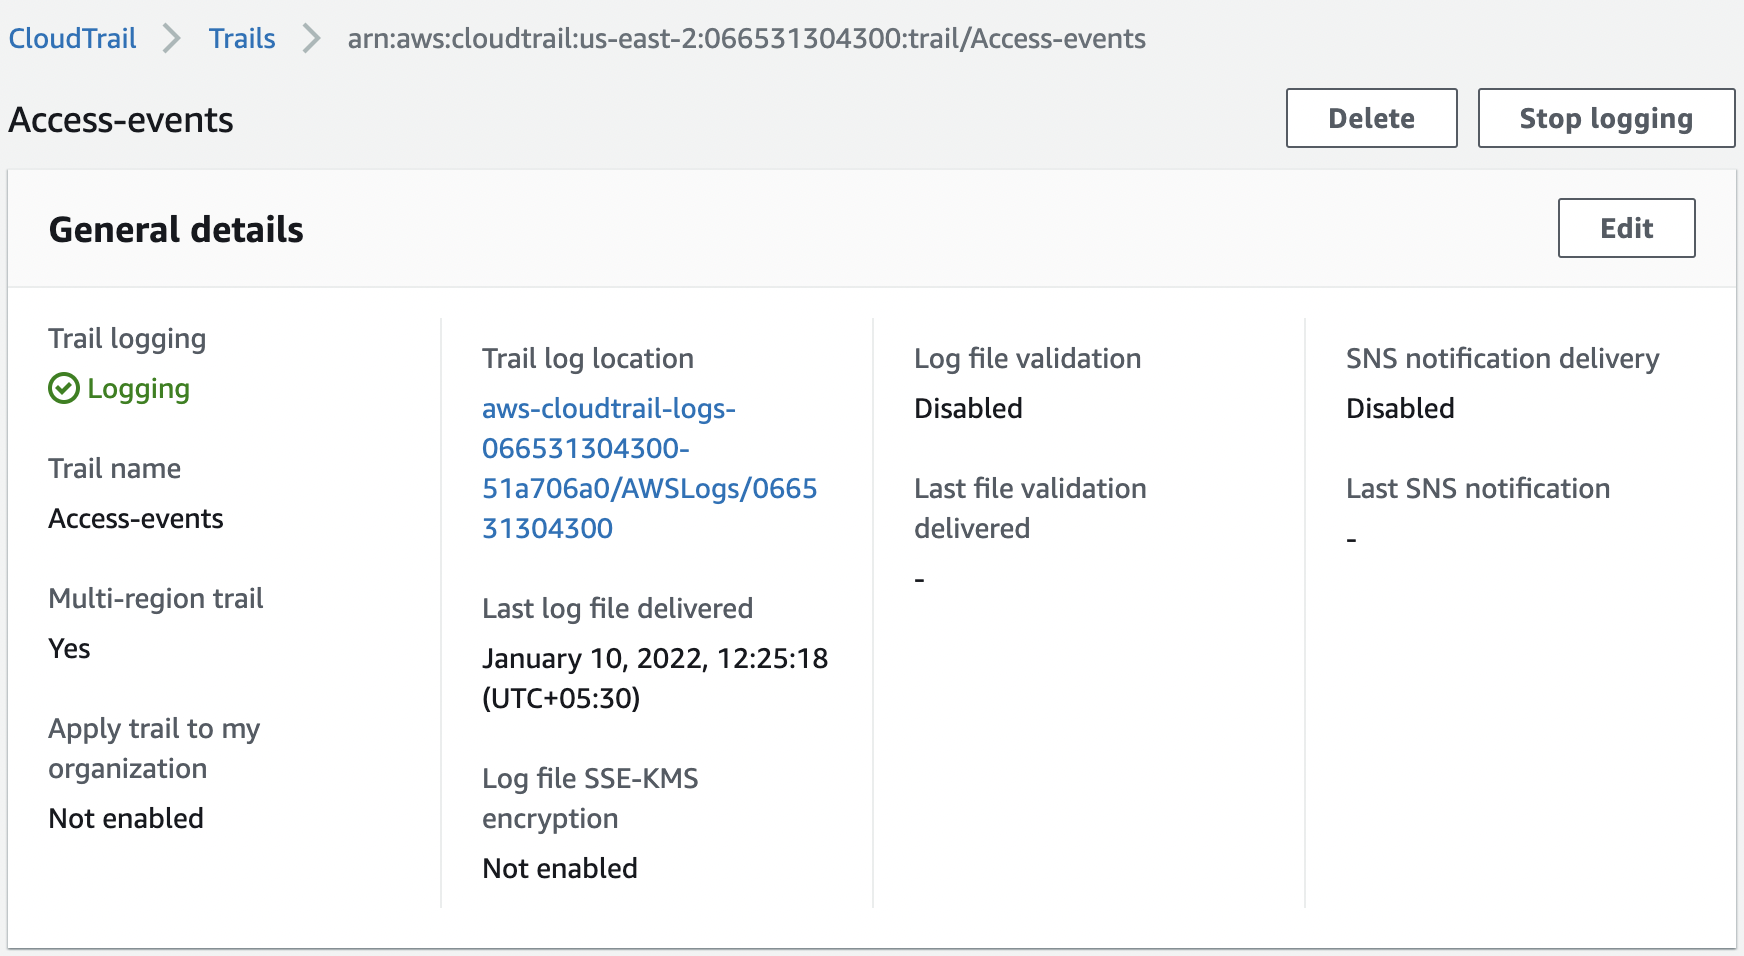 CloudTrail
Trails
arn:aws:cloudtrail:us-east-2:066531304300:trail/Access-events
Access-events
Delete
Stop logging
General details
Edit
Trail logging
Logging
Trail name
Access-events
Multi-region trail
Yes
Apply trail to my
organization
Not enabled
Trail log location
aws-cloudtrail-logs-
066531304300-
51a706a0/AWSLogs/0665
31304300
Last log file delivered
January 10, 2022, 12:25:18
(UTC+05:30)
Log file SSE-KMS
encryption
Not enabled
Log file validation
Disabled
Last file validation
delivered
-
SNS notification delivery
Disabled
Last SNS notification
-